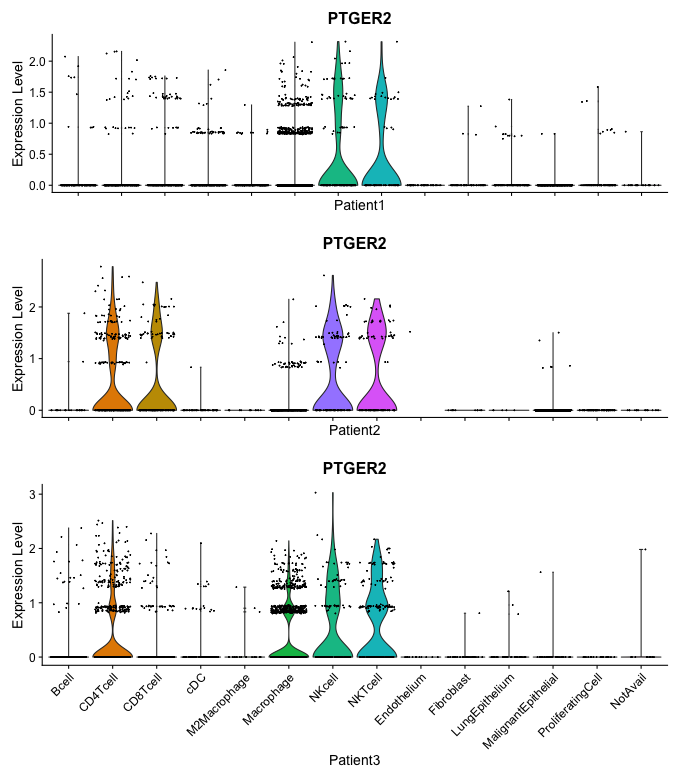 PTGER2
Expression Level
2.0
1.5
1.0
0.5
0.0
Patient1
PTGER2
Expression Level
2
1
0
Patient2
PTGER2
Expression Level
3
2
1
0
Bcell
CD4Tcell
CD8Tcell
cDC
M2Macrophage
Macrophage
NKcell
NKTcell
Endothelium
Fibroblast
LungEpithelium
MalignantEpithelial
ProliferatingCell
NotAvail
Patient3